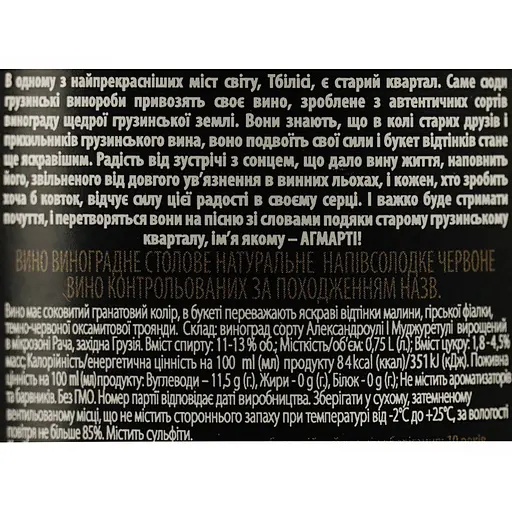 В одному з найпрекрасніших міст світу, Тбілісі, є старий квартал. Саме сюди
грузинські винороби привозять своє вино, зроблене з автентичних сортів
винограду щедрої грузинської землі. Вони знають, що в колі старих друзів і
прихильників грузинського вина, воно подвоїть свої сили і букет відтінків стане
ще яскравішим. Радість від зустрічі з сонцем, що дало вину життя, наповнить
його, звільненого від довгого ув'язнення в винних льохах, і кожен, хто зробить
хоча б ковток, відчує силу цієї радості в своєму серці. І важко буде стримати
почуття, і перетворяться вони на пісню зі словами подяки старому грузинському
кварталу, ім'я якому – АГМАРТІ!
ВИНО ВИНОГРАДНЕ СТОЛОВЕ НАТУРАЛЬНЕ НАПІВСОЛОДКЕ ЧЕРВОНЕ
ВИНО КОНТРОЛЬОВАНИХ ЗА ПОХОДЖЕННЯМ НАЗВ.
Вино має соковитий гранатовий колір, в букеті переважають яскраві відтінки малини, гірської фіалки,
темно-червоної оксамитової троянди. Склад: виноград сорту Александроулі І Муджуретулі вирощений
в мікрозоні Рача, західна Грузія. Вміст спирту: 11-13 % об.; Місткість/об'єм: 0,75 L (л.); Вміст цукру: 1,8-4,5%
масс; Калорійність/енергетична цінність на 100 ml (мл) продукту 84 kcal (ккал)/351 kJ (кДж). Поживна
цінність на 100 ml (мл) продукту: Вуглеводи – 11,5 g (г.), Жири - 0 g (г.), Білок - 0 g (г.); Не містить ароматизаторів
та барвників. Без ГМО. Номер партії відповідає даті виробництва. Зберігати у сухому, затемненому
вентильованому місці, що не містить стороннього запаху при температурі від -2°С до +25°С, за вологості
повітря не більше 85%. Містить сульфіти.